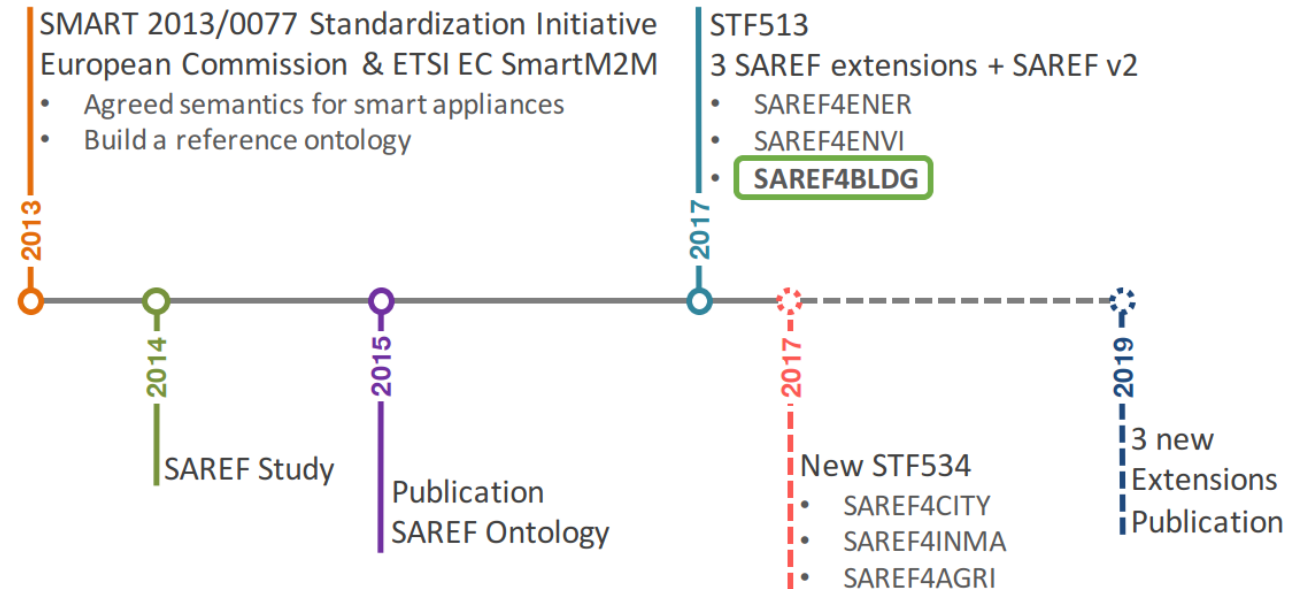 SMART 2013/0077 Standardization Initiative
European Commission & ETSI EC SmartM2M
• Agreed semantics for smart appliances
• Build a reference ontology
2013
STF513
3 SAREF extensions + SAREF v2
• SAREF4ENER
• SAREF4ENVI
• SAREF4BLDG
2017
2014
SAREF Study
2015
Publication
SAREF Ontology
2017
New STF534
• SAREF4CITY
• SAREF4INMA
• SAREF4AGRI
2019
3 new
Extensions
Publication